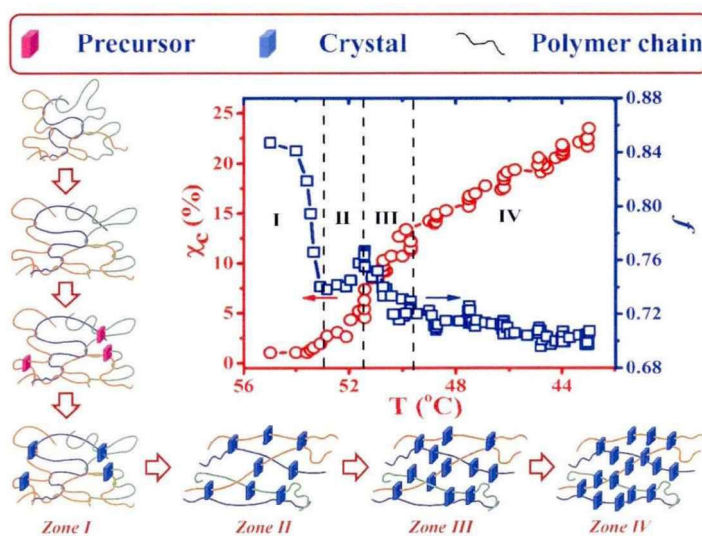 Precursor Crystal Polymer chain
25
20
15
10
5
0
χc (%)
I II III IV
0.88
0.84
0.80
0.76
0.72
0.68
f
56 52 48 44
T (°C)
Zone I Zone II Zone III Zone IV